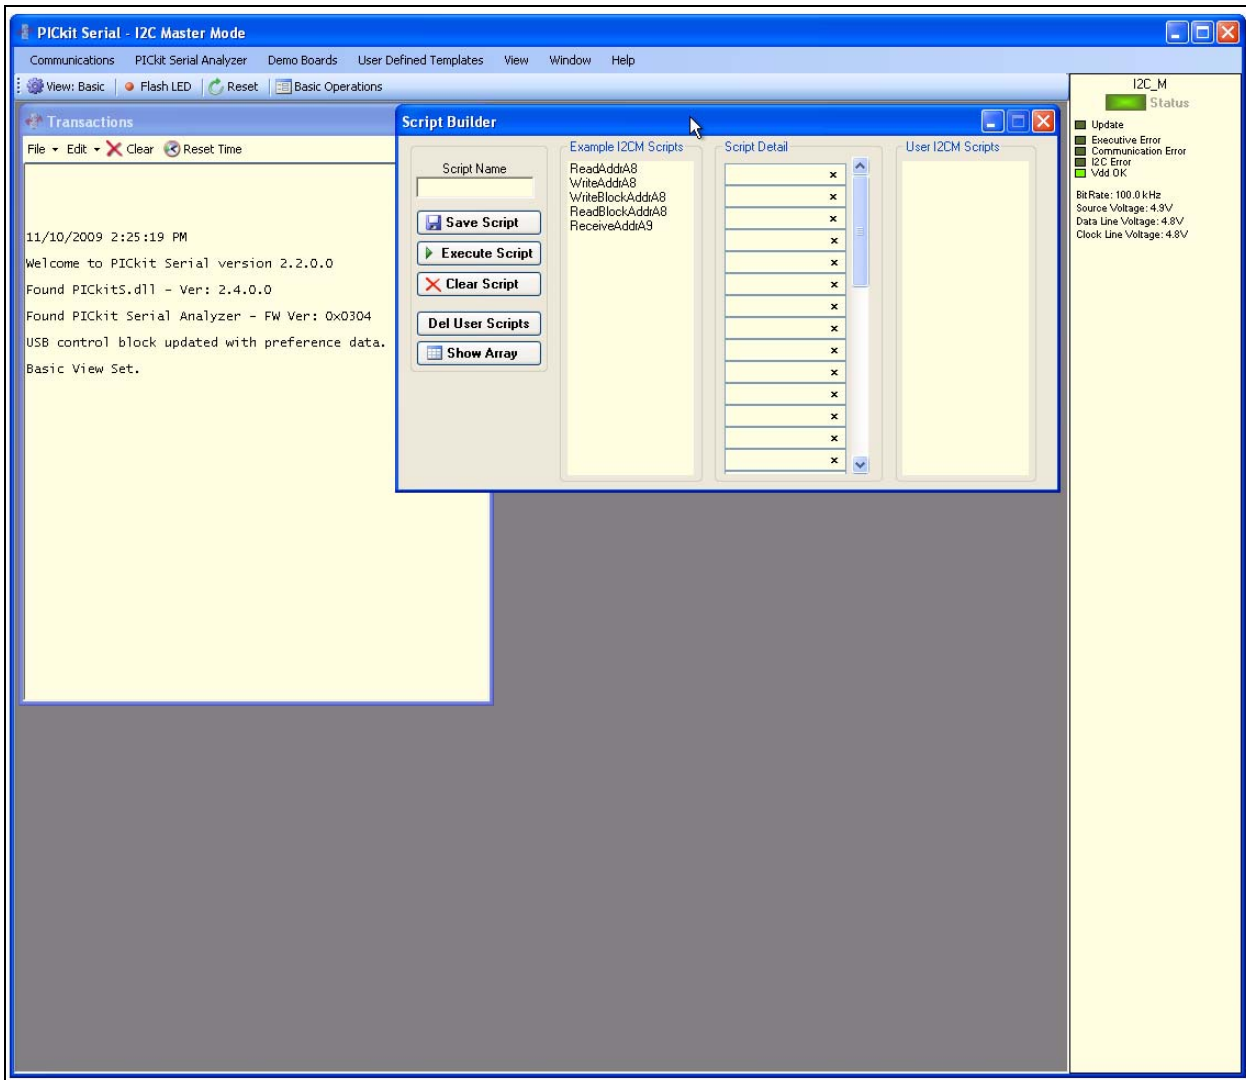 PICkit Serial - I2C Master Mode
Communications PICkit Serial Analyzer Demo Boards User Defined Templates View Window Help
View: Basic Flash LED Reset Basic Operations
Transactions
File Edit Clear Reset Time
11/10/2009 2:25:19 PM
Welcome to PICkit Serial version 2.2.0.0
Found PICkitS.dll - Ver: 2.4.0.0
Found PICkit Serial Analyzer - FW Ver: 0x0304
USB control block updated with preference data.
Basic View Set.
Script Builder
Script Name
Save Script
Execute Script
Clear Script
Del User Scripts
Show Array
Example I2CM Scripts
ReadAddrA8
WriteAddrA8
WriteBlockAddrA8
ReadBlockAddrA8
ReceiveAddrA9
Script Detail
User I2CM Scripts
I2C_M
Status
Update
Executive Error
Communication Error
I2C Error
Vdd OK
BitRate: 100.0 kHz
Source Voltage: 4.9V
Data Line Voltage: 4.8V
Clock Line Voltage: 4.8V